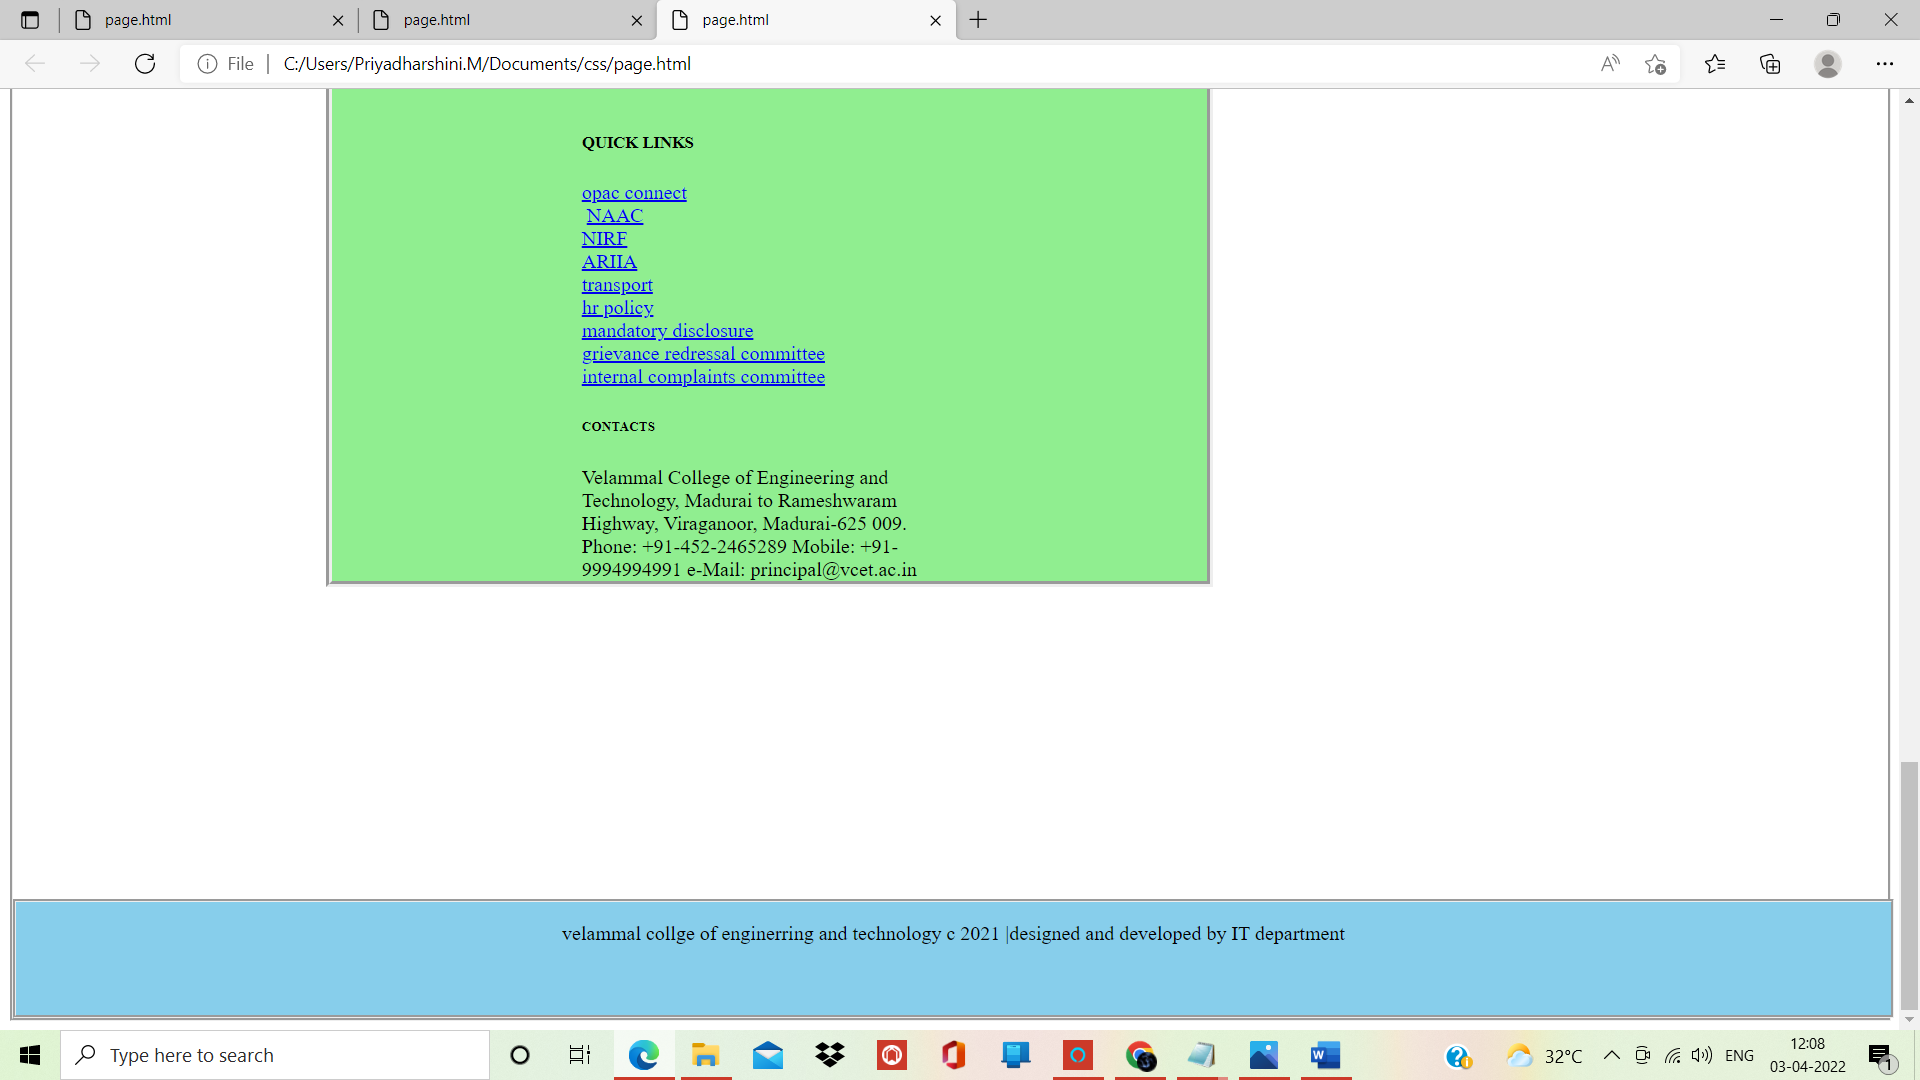 page.html
page.html
page.html
File
C:/Users/Priyadharshini.M/Documents/css/page.html
QUICK LINKS
opac connect
NAAC
NIRF
ARIIA
transport
hr policy
mandatory disclosure
grievance redressal committee
internal complaints committee
CONTACTS
Velammal College of Engineering and
Technology, Madurai to Rameshwaram
Highway, Viraganoor, Madurai-625 009.
Phone: +91-452-2465289 Mobile: +91-
9994994991 e-Mail: principal@vcet.ac.in
velammal collge of enginerring and technology c 2021 |designed and developed by IT department
Type here to search
32°C
ENG
12:08
03-04-2022
1